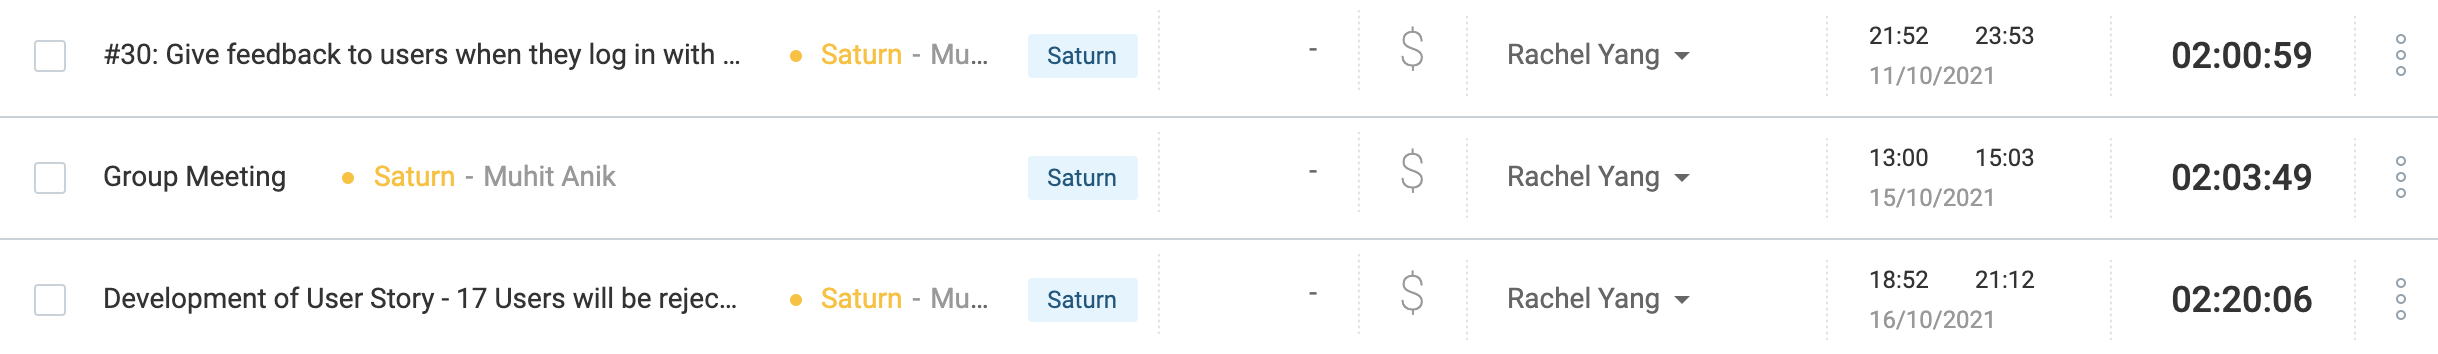 #30: Give feedback to users when they log in with ... Saturn - Mu... Saturn - $ Rachel Yang 21:52 23:53 02:00:59
11/10/2021
Group Meeting Saturn - Muhit Anik Saturn - $ Rachel Yang 13:00 15:03 02:03:49
15/10/2021
Development of User Story - 17 Users will be rejec... Saturn - Mu... Saturn - $ Rachel Yang 18:52 21:12 02:20:06
16/10/2021